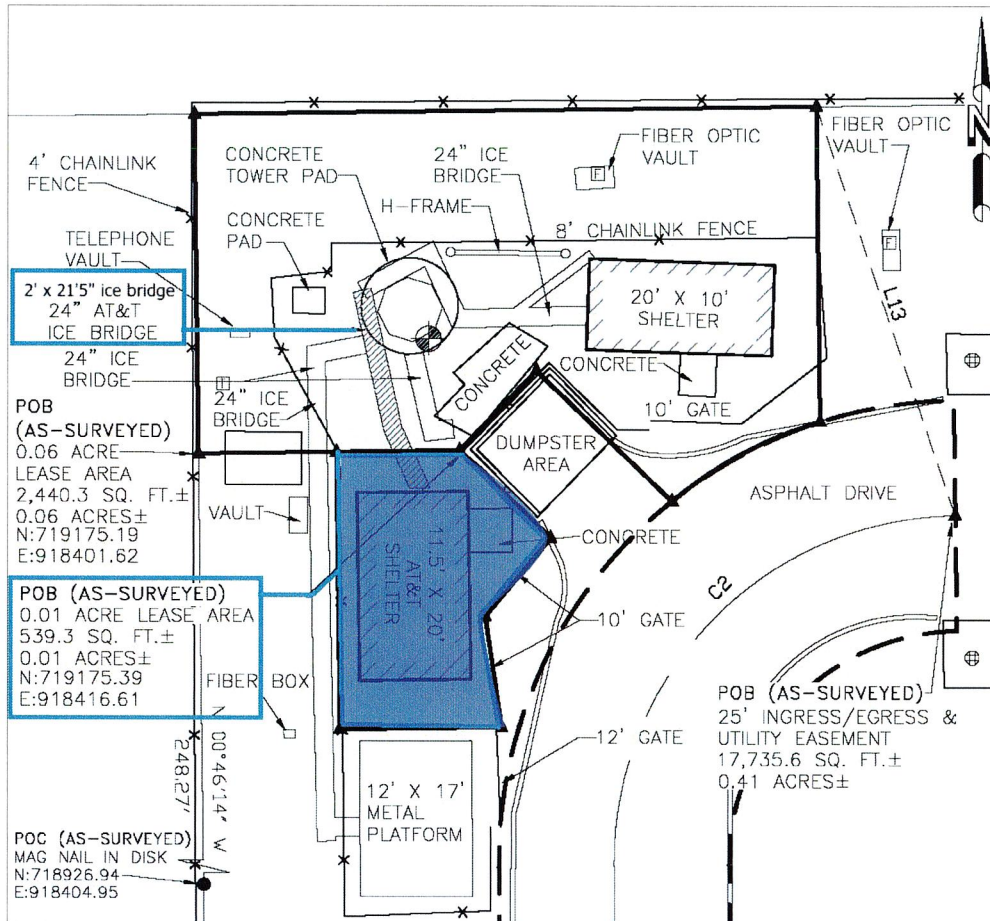 N
4' CHAINLINK
FENCE
CONCRETE
TOWER PAD
24" ICE
BRIDGE
FIBER OPTIC
VAULT
F
FIBER OPTIC
VAULT
F
H-FRAME
CONCRETE
PAD
8' CHAINLINK FENCE
TELEPHONE
VAULT
2' x 21'5" ice bridge
24" AT&T
ICE BRIDGE
20' X 10'
SHELTER
L13
24" ICE
BRIDGE
24" ICE
BRIDGE
T
CONCRETE
CONCRETE
10' GATE
POB
(AS-SURVEYED)
0.06 ACRE
LEASE AREA
2,440.3 SQ. FT.±
0.06 ACRES±
N:719175.19
E:918401.62
DUMPSTER
AREA
ASPHALT DRIVE
VAULT
11.5' X 20'
AT&T
SHELTER
CONCRETE
C2
POB (AS-SURVEYED)
0.01 ACRE LEASE AREA
539.3 SQ. FT.±
0.01 ACRES±
N:719175.39
E:918416.61
10' GATE
FIBER BOX
POB (AS-SURVEYED)
25' INGRESS/EGRESS &
UTILITY EASEMENT
17,735.6 SQ. FT.±
0.41 ACRES±
12' GATE
N 00°46'14" W
248.27'
12' X 17'
METAL
PLATFORM
POC (AS-SURVEYED)
MAG NAIL IN DISK
N:718926.94
E:918404.95